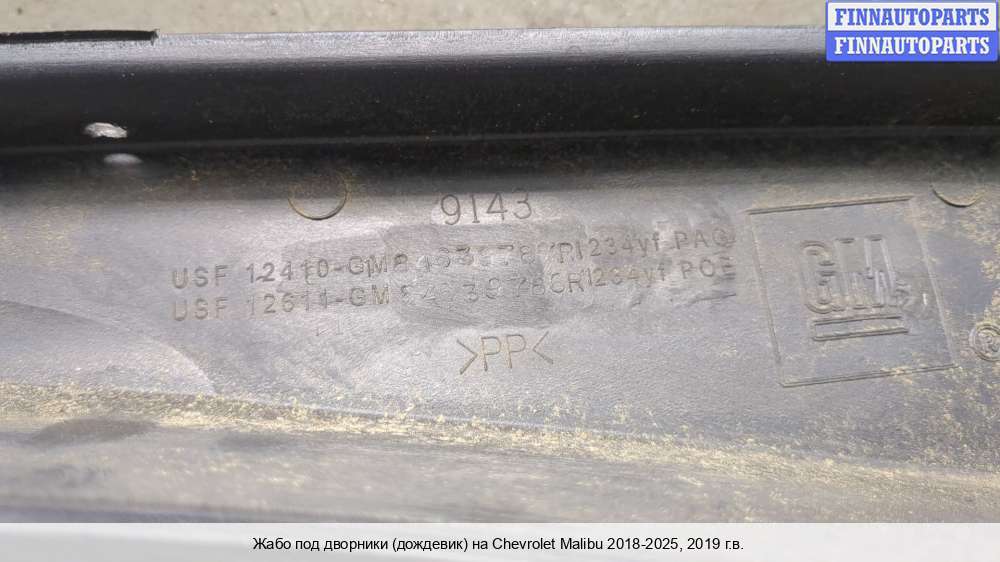 FINNAUTOPARTS
FINNAUTOPARTS
9143
USF 12410-GM
USF 12611-GM
GM
>PP<
Жабо под дворники (дождевик) на Chevrolet Malibu 2018-2025, 2019 г.в.